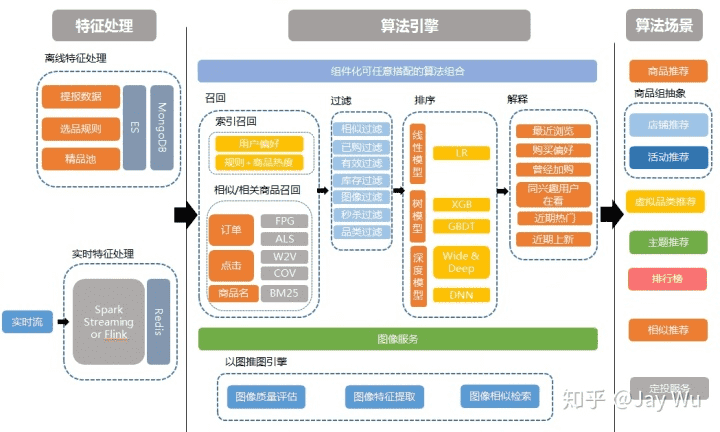 特征处理
算法引擎
算法场景
离线特征处理
提报数据
选品规则
精品池
ES
MongoDB
实时特征处理
实时流
Spark
Streaming
or Flink
Redis
组件化可任意搭配的算法组合
召回
索引召回
用户偏好
规则·商品热度
相似/相关商品召回
订单
FPG
ALS
点击
W2V
COV
商品名
BM25
过滤
相似过滤
已购过滤
有效过滤
库存过滤
图像过滤
秒杀过滤
品类过滤
排序
线性模型
LR
树模型
XGB
GBDT
深度模型
Wide &
Deep
DNN
解释
最近浏览
购买偏好
曾经加购
同兴趣用户
在看
近期热门
近期上新
图像服务
以图推图引擎
图像质量评估
图像特征提取
图像相似检索
商品推荐
商品组抽象
店铺推荐
活动推荐
虚拟品类推荐
主题推荐
排行榜
相似推荐
定投服务
知乎 @Jay Wu